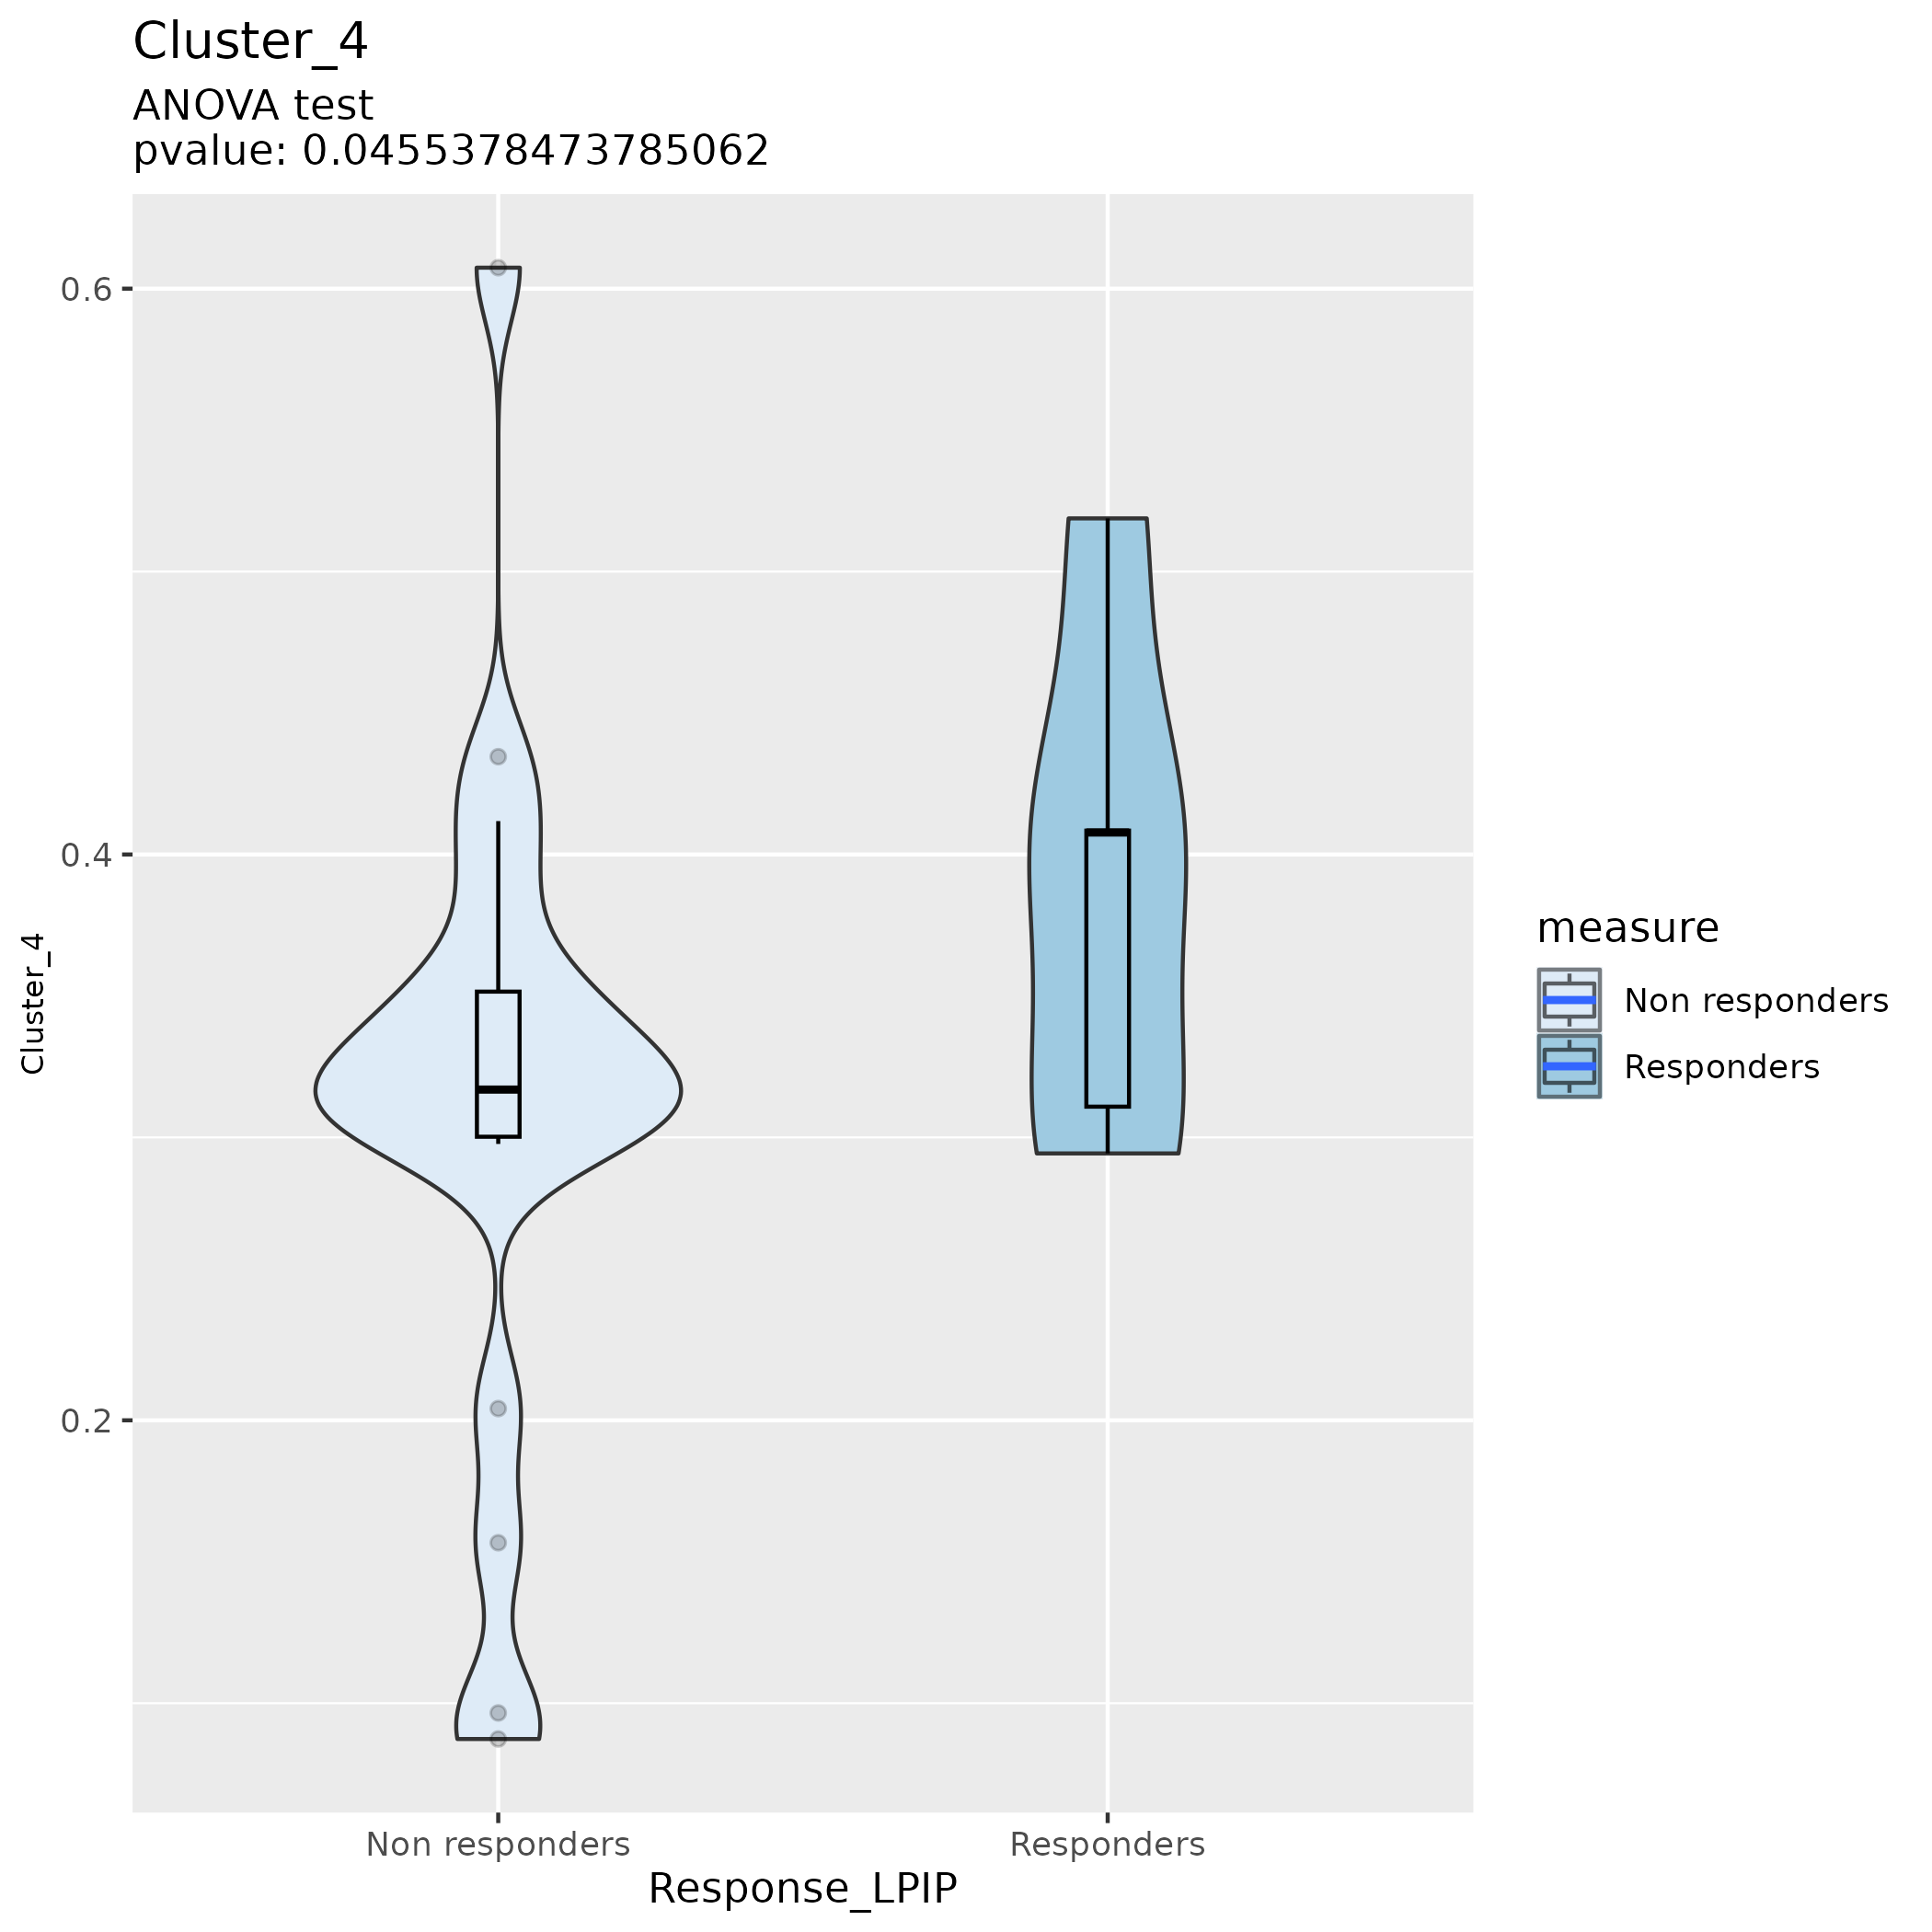 Cluster_4
ANOVA test
pvalue: 0.0455378473785062
0.6
0.4
0.2
Cluster_4
Non responders
Responders
Response_LPIP
measure
Non responders
Responders